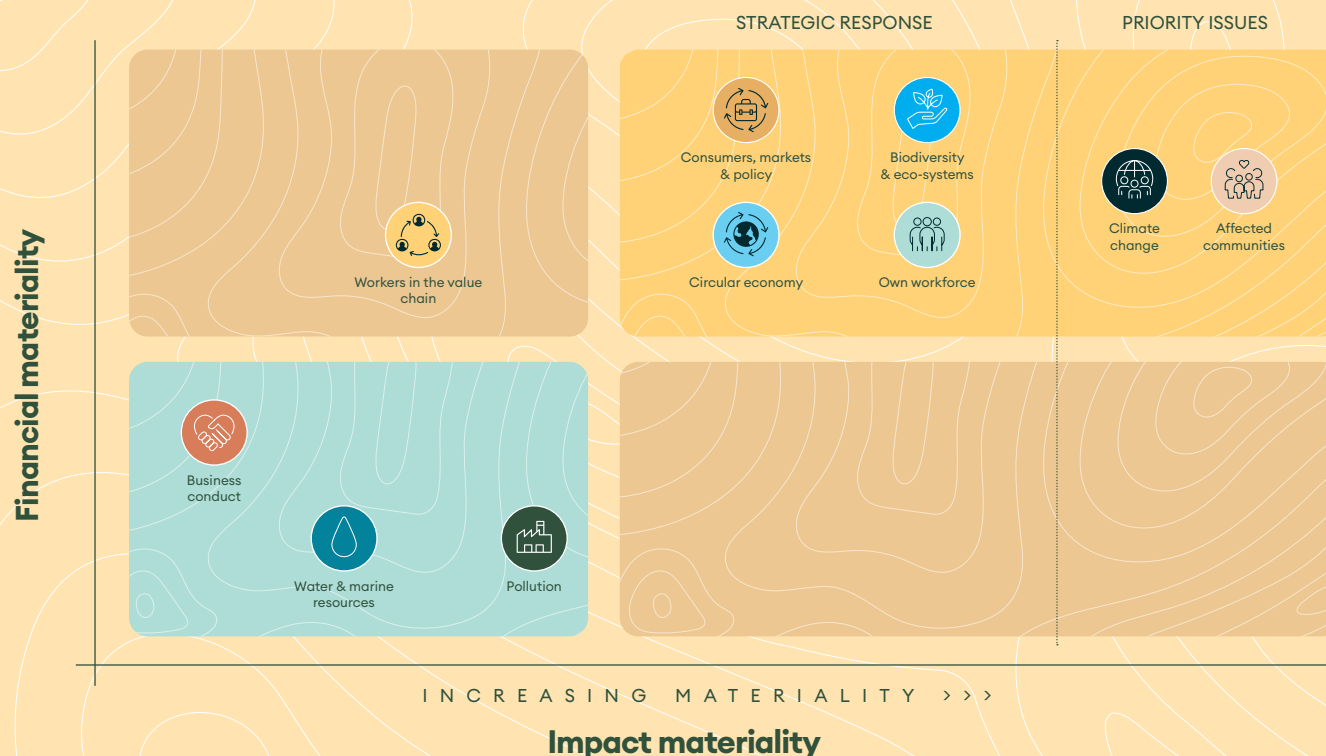 STRATEGIC RESPONSE
PRIORITY ISSUES
Financial materiality
Consumers, markets
& policy
Biodiversity
& eco-systems
Climate
change
Affected
communities
Workers in the value
chain
Circular economy
Own workforce
Business
conduct
Water & marine
resources
Pollution
INCREASING MATERIALITY >>>
Impact materiality